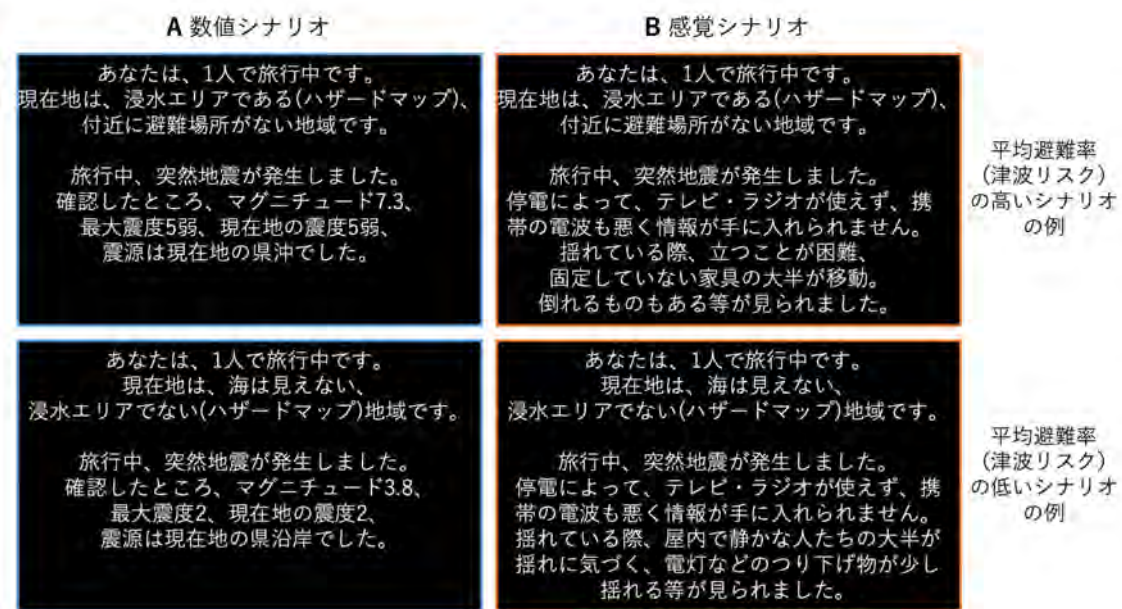 A 数値シナリオ
B 感覚シナリオ
あなたは、1人で旅行中です。
現在地は、浸水エリアである(ハザードマップ)、
付近に避難場所がない地域です。
旅行中、突然地震が発生しました。
確認したところ、マグニチュード7.3、
最大震度5弱、現在地の震度5弱、
震源は現在地の県沖でした。
あなたは、1人で旅行中です。
現在地は、浸水エリアである(ハザードマップ)、
付近に避難場所がない地域です。
旅行中、突然地震が発生しました。
停電によって、テレビ・ラジオが使えず、携
帯の電波も悪く情報が手に入れられません。
揺れている際、立つことが困難、
固定していない家具の大半が移動。
倒れるものもある等が見られました。
平均避難率
(津波リスク)
の高いシナリオ
の例
あなたは、1人で旅行中です。
現在地は、海は見えない、
浸水エリアでない(ハザードマップ)地域です。
旅行中、突然地震が発生しました。
確認したところ、マグニチュード3.8、
最大震度2、現在地の震度2、
震源は現在地の県沿岸でした。
あなたは、1人で旅行中です。
現在地は、海は見えない、
浸水エリアでない(ハザードマップ)地域です。
旅行中、突然地震が発生しました。
停電によって、テレビ・ラジオが使えず、携
帯の電波も悪く情報が手に入れられません。
揺れている際、屋内で静かな人たちの大半が
揺れに気づく、電灯などのつり下げ物が少し
揺れる等が見られました。
平均避難率
(津波リスク)
の低いシナリオ
の例